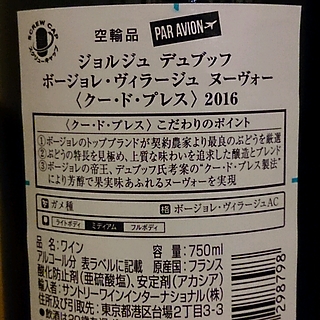 SCREW CAP
空輸品 PAR AVION
ジョルジュ デュブッフ
ボージョレ・ヴィラージュ ヌーヴォー
〈クー・ド・プレス〉2016
〈クー・ド・プレス〉こだわりのポイント
①ボージョレのトップブランドが契約農家より最良のぶどうを厳選
②ぶどうの特長を見極め、上質な味わいを追求した醸造とブレンド
③ボージョレの帝王、デュブッフ氏考案の“クー・ド・プレス製法”
により芳醇で果実味あふれるヌーヴォーを実現
ガメ種
格 ボージョレ・ヴィラージュAC
ライトボディ ミディアム フルボディ
品名：ワイン 容量：750ml
アルコール分 表ラベルに記載 原産国：フランス
酸化防止剤（亜硫酸塩）、安定剤（アカシア）
輸入者：サントリーワインインターナショナル（株）
住所及び引取先：東京都港区台場2丁目3
298798